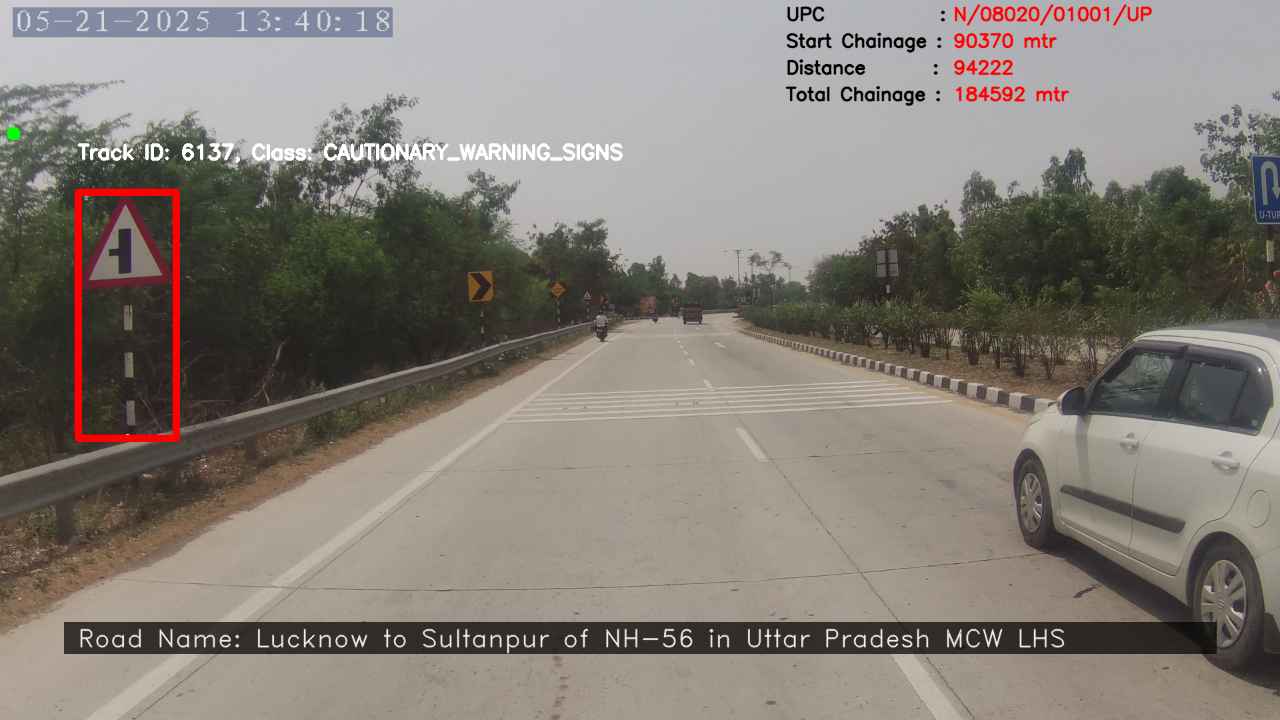 05-21-2025 13:40:18
UPC : N/08020/01001/UP
Start Chainage : 90370 mtr
Distance : 94222
Total Chainage : 184592 mtr
Track ID: 6137, Class: CAUTIONARY_WARNING_SIGNS
Road Name: Lucknow to Sultanpur of NH-56 in Uttar Pradesh MCW LHS